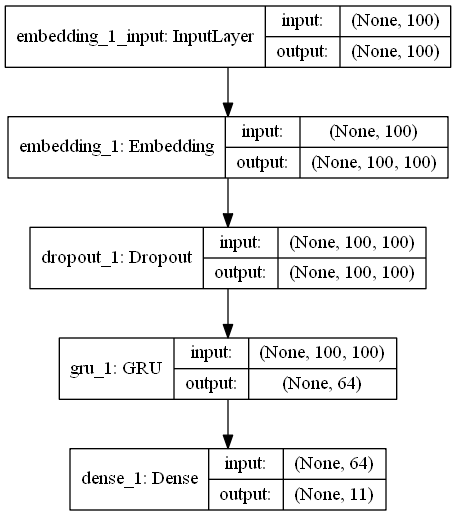 embedding_1_input: InputLayer
input: (None, 100)
output: (None, 100)
embedding_1: Embedding
input: (None, 100)
output: (None, 100, 100)
dropout_1: Dropout
input: (None, 100, 100)
output: (None, 100, 100)
gru_1: GRU
input: (None, 100, 100)
output: (None, 64)
dense_1: Dense
input: (None, 64)
output: (None, 11)